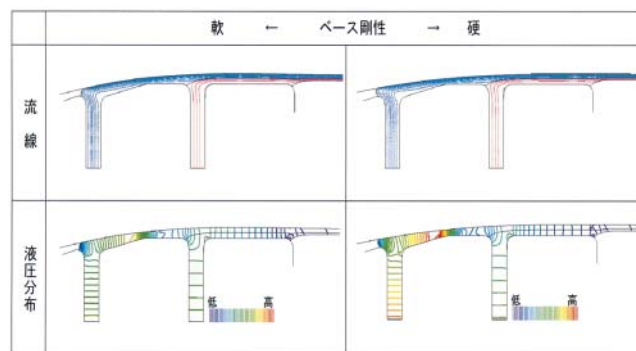 軟 ← ベース剛性 → 硬
流線
液圧分布
低 高
低 高